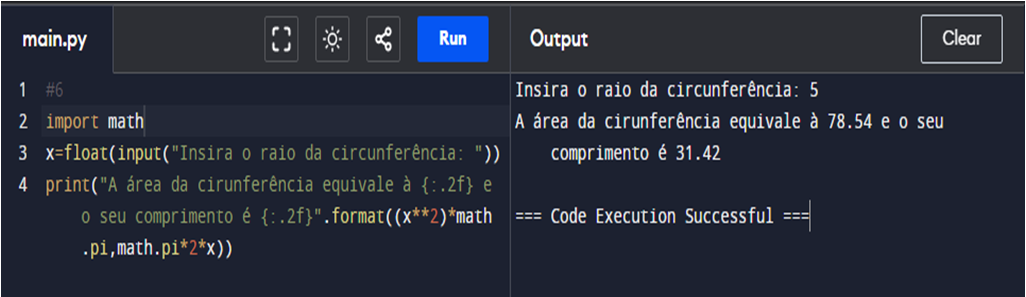 main.py
Run
Output
Clear
1 #6
2 import math
3 x=float(input("Insira o raio da circunferência: "))
4 print("A área da cirunferência equivale à {:.2f} e
o seu comprimento é {:.2f}".format((x**2)*math
.pi,math.pi*2*x))
Insira o raio da circunferência: 5
A área da cirunferência equivale à 78.54 e o seu
comprimento é 31.42
=== Code Execution Successful ===